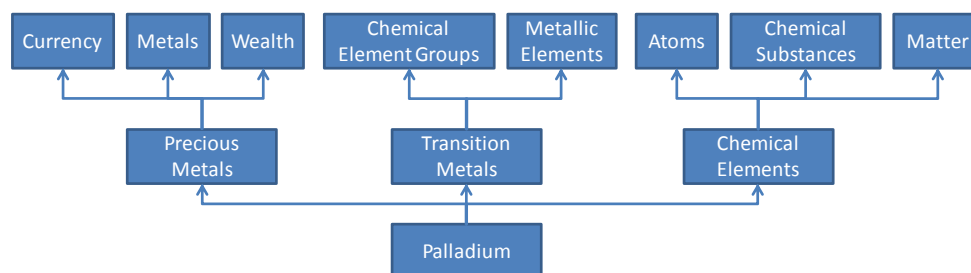 Currency
Metals
Wealth
Chemical
Element Groups
Metallic
Elements
Atoms
Chemical
Substances
Matter
Precious
Metals
Transition
Metals
Chemical
Elements
Palladium